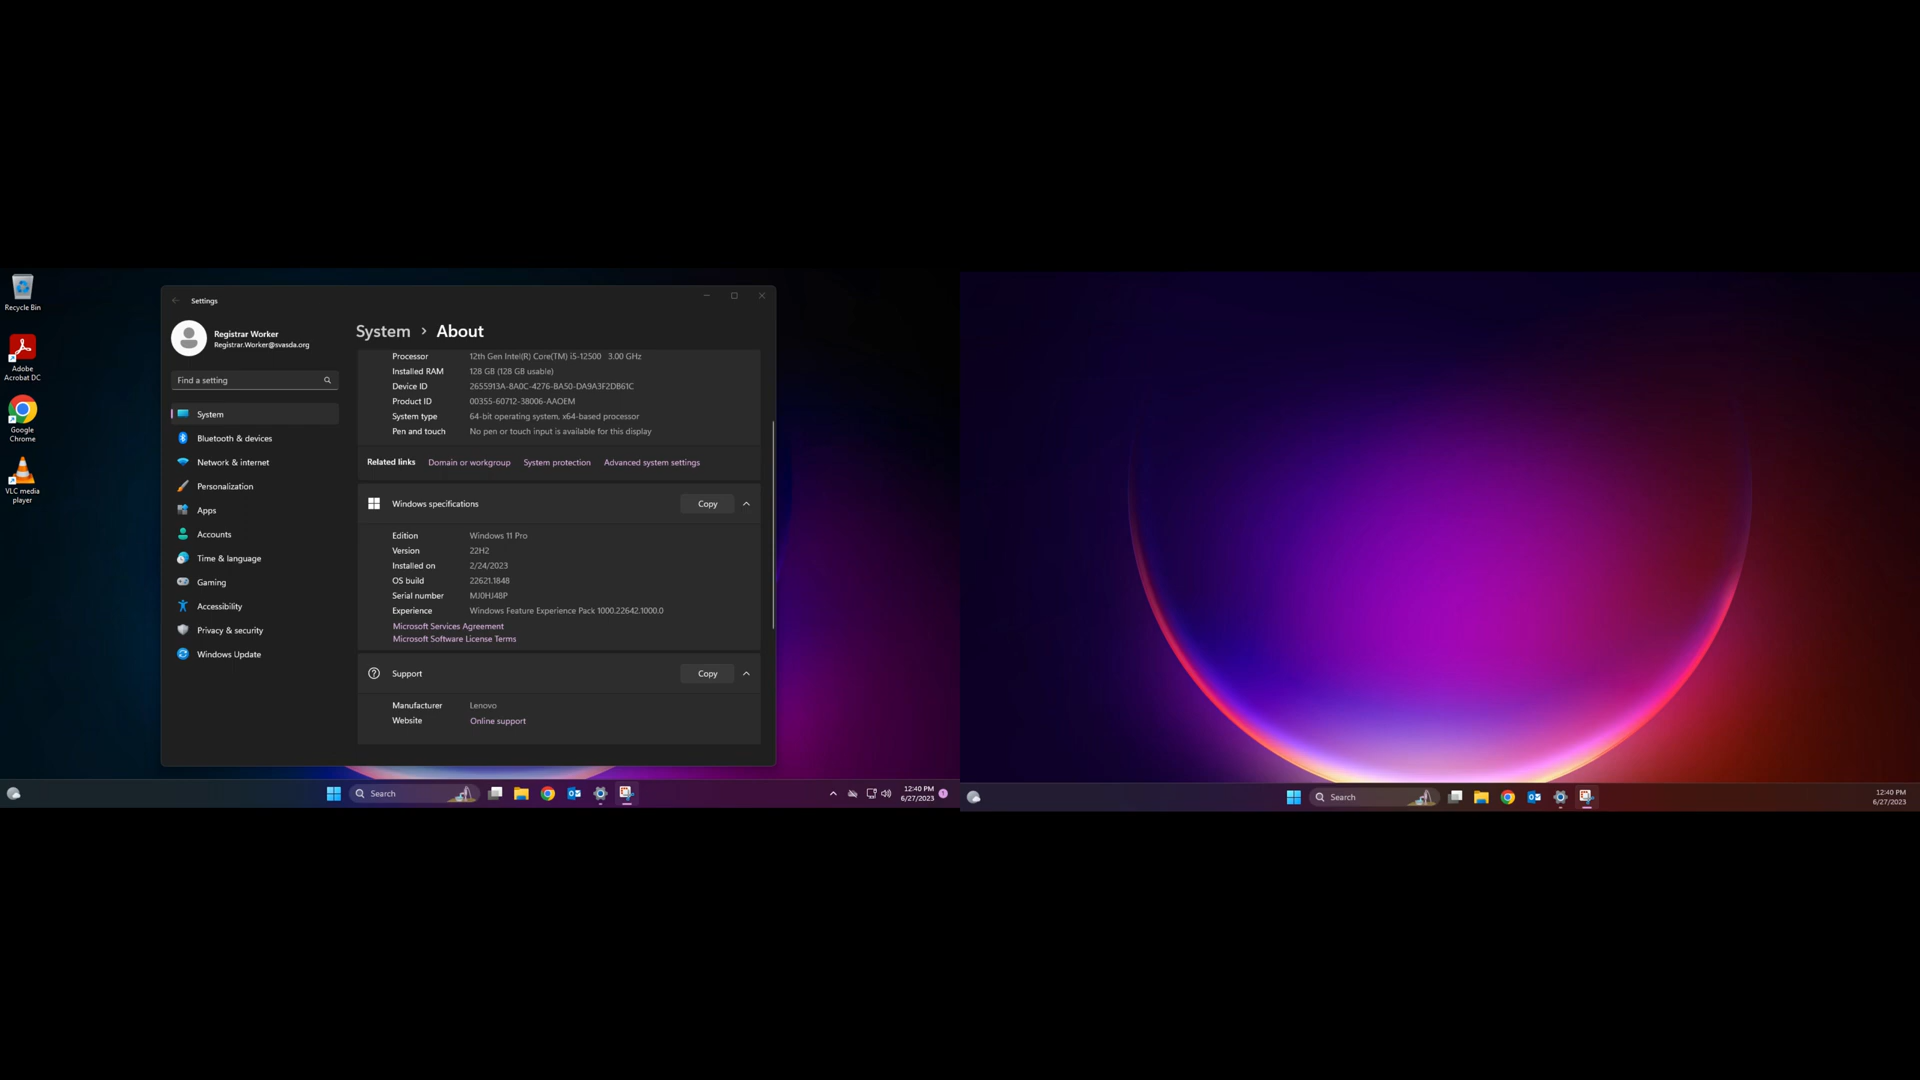 Recycle Bin
Adobe
Acrobat DC
Google
Chrome
VLC media
player
Settings
Registrar Worker
Registrar.Worker@svasda.org
Find a setting
System
Bluetooth & devices
Network & internet
Personalization
Apps
Accounts
Time & language
Gaming
Accessibility
Privacy & security
Windows Update
System > About
Processor 12th Gen Intel(R) Core(TM) i5-12500 3.00 GHz
Installed RAM 128 GB (128 GB usable)
Device ID 2655913A-8A0C-4276-BA50-DA9A3F2DB61C
Product ID 00355-60712-38006-AAOEM
System type 64-bit operating system, x64-based processor
Pen and touch No pen or touch input is available for this display
Related links Domain or workgroup System protection Advanced system settings
Windows specifications Copy
Edition Windows 11 Pro
Version 22H2
Installed on 2/24/2023
OS build 22621.1848
Serial number MJ0HJ48P
Experience Windows Feature Experience Pack 1000.22642.1000.0
Microsoft Services Agreement
Microsoft Software License Terms
Support Copy
Manufacturer Lenovo
Website Online support
Search
12:40 PM
6/27/2023
Search
12:40 PM
6/27/2023